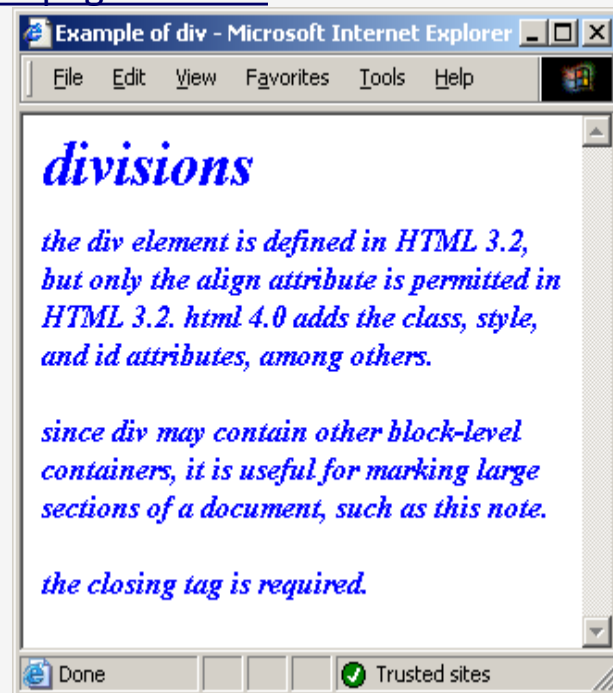 Example of div - Microsoft Internet Explorer
File Edit View Favorites Tools Help
divisions
the div element is defined in HTML 3.2,
but only the align attribute is permitted in
HTML 3.2. html 4.0 adds the class, style,
and id attributes, among others.
since div may contain other block-level
containers, it is useful for marking large
sections of a document, such as this note.
the closing tag is required.
Done Trusted sites